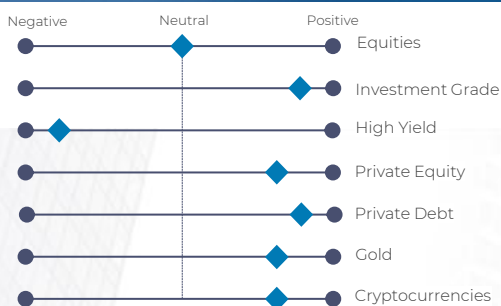 Negative Neutral Positive
Equities
Investment Grade
High Yield
Private Equity
Private Debt
Gold
Cryptocurrencies